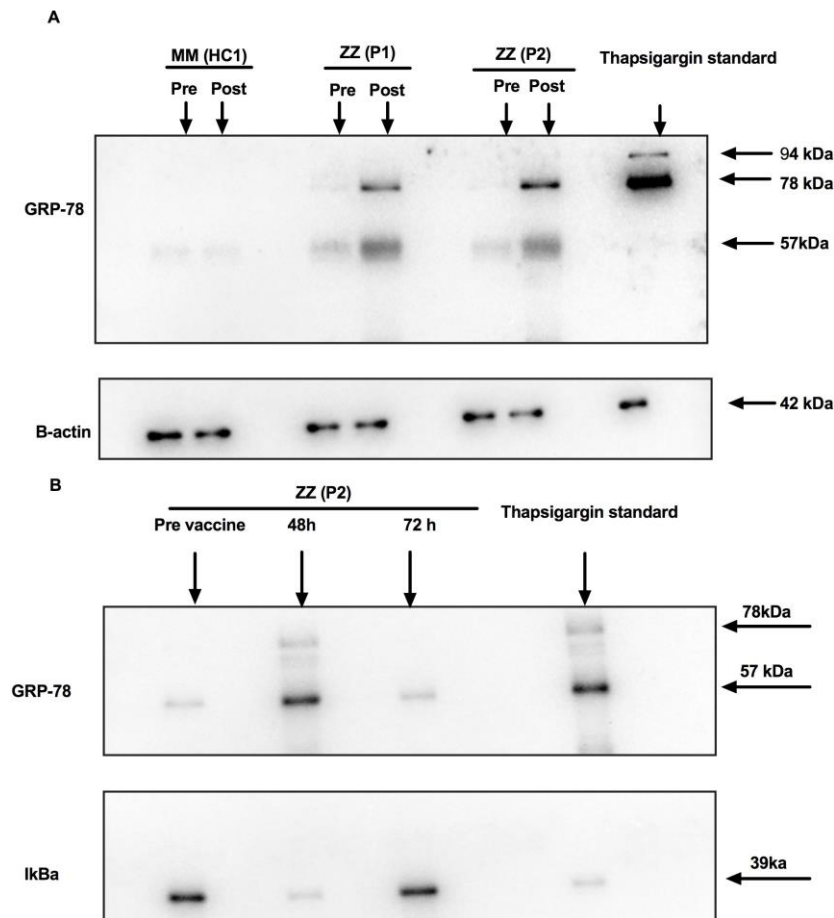 A
MM (HC1) ZZ (P1) ZZ (P2) Thapsigargin standard
Pre Post Pre Post Pre Post
94 kDa
78 kDa
GRP-78
57kDa
42 kDa
B-actin
B
ZZ (P2)
Pre vaccine 48h 72 h Thapsigargin standard
78kDa
57 kDa
GRP-78
39ka
IkBa